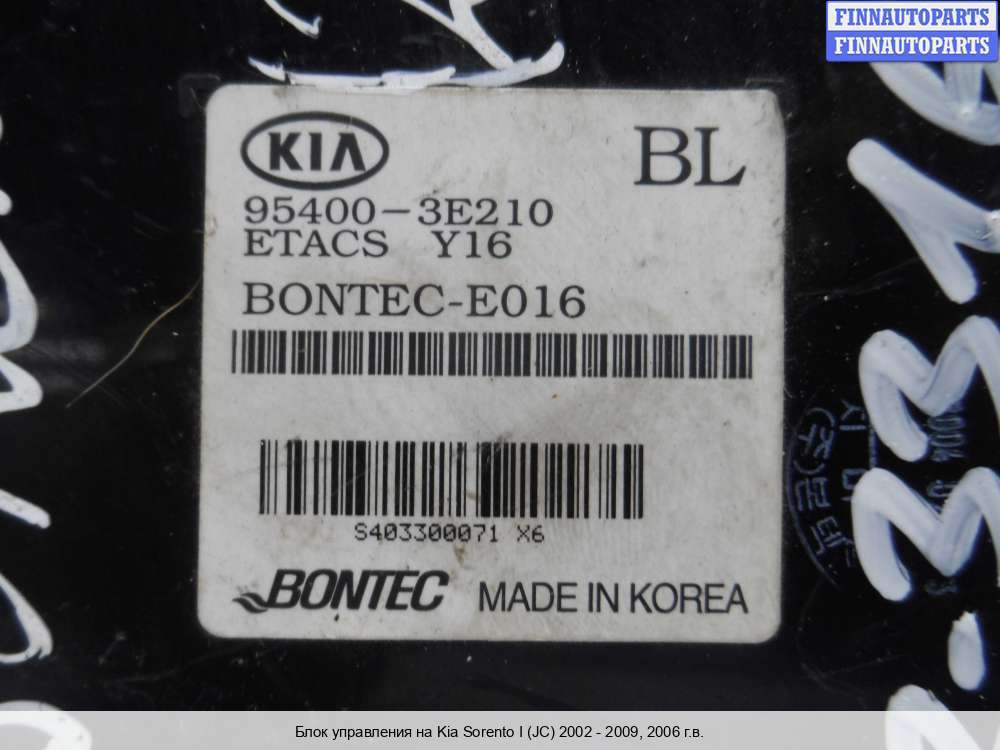 FINNAUTOPARTS
FINNAUTOPARTS
KIA
BL
95400-3E210
ETACS Y16
BONTEC-E016
S403300071 X6
BONTEC MADE IN KOREA
Блок управления на Kia Sorento I (JC) 2002 - 2009, 2006 г.в.